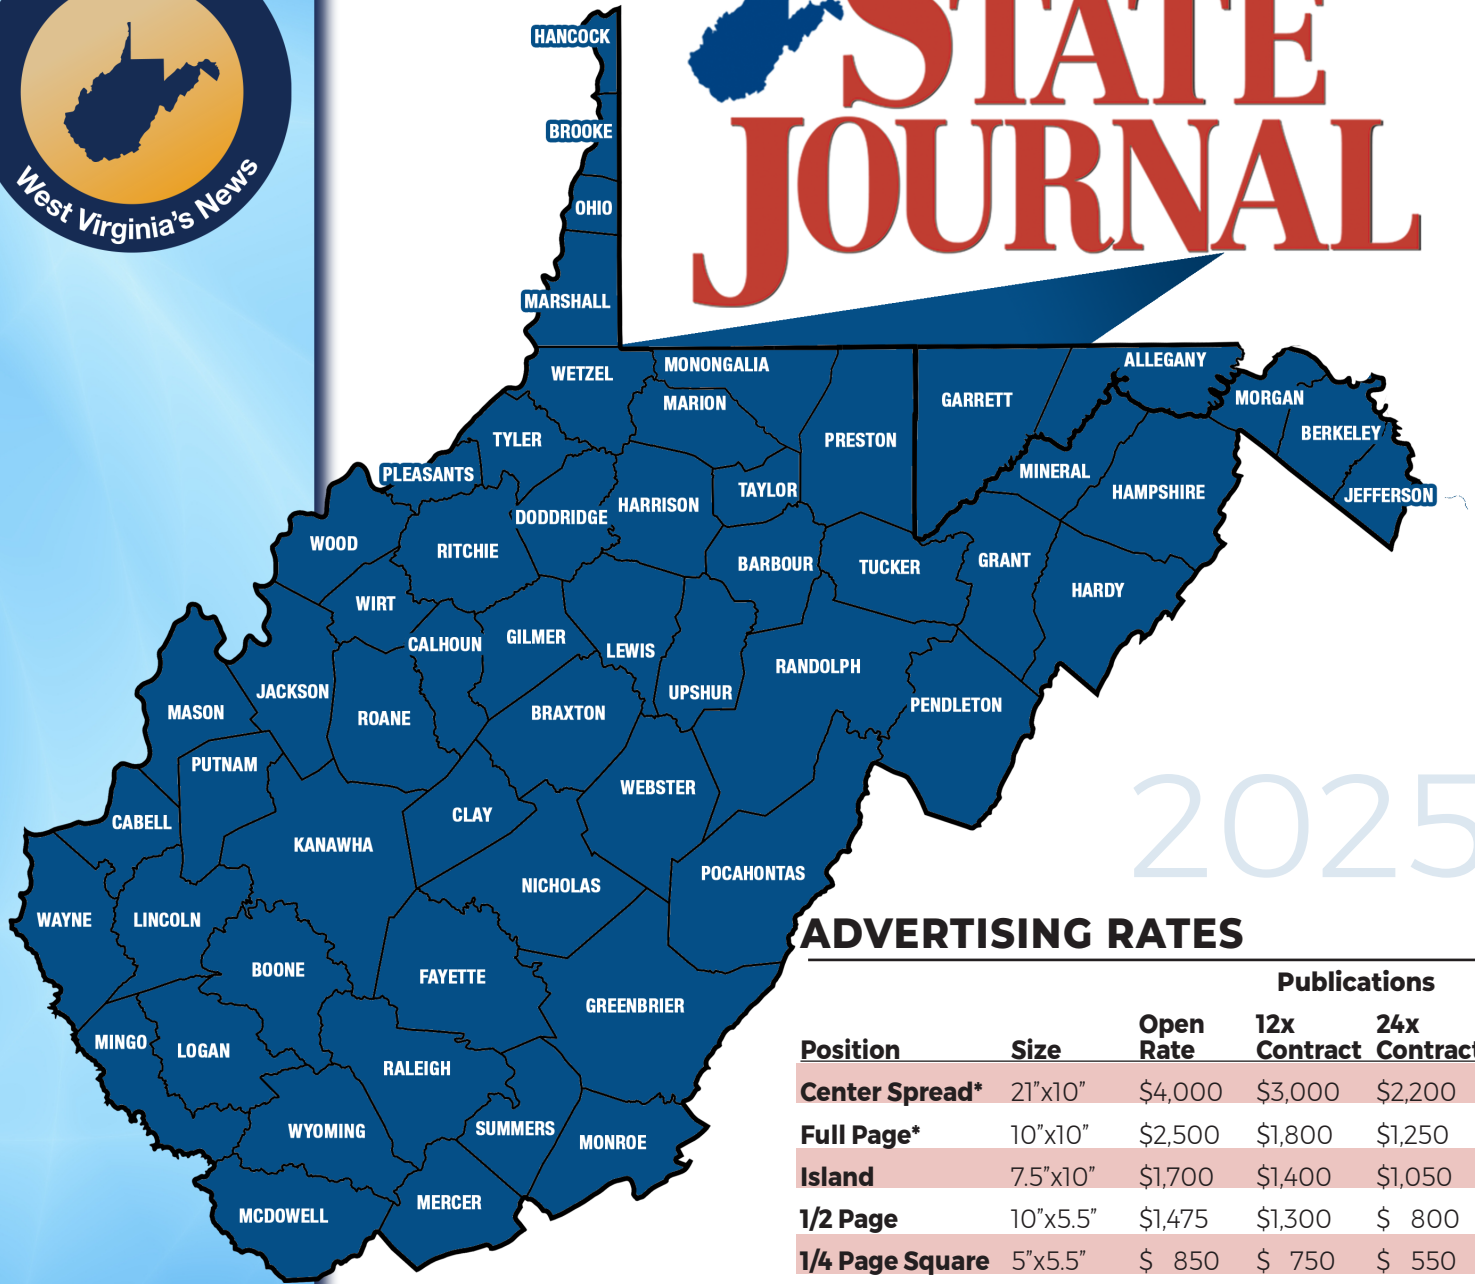 West Virginia's News
STATE
JOURNAL
HANCOCK
BROOKE
OHIO
MARSHALL
WETZEL
MONONGALIA
MARION
ALLEGANY
GARRETT
MORGAN
BERKELEY
JEFFERSON
TYLER
PRESTON
PLEASANTS
MINERAL
HAMPSHIRE
TAYLOR
HARRISON
DODDRIDGE
WOOD
RITCHIE
BARBOUR
TUCKER
GRANT
HARDY
WIRT
CALHOUN
GILMER
LEWIS
RANDOLPH
UPSHUR
JACKSON
MASON
ROANE
BRAXTON
PENDLETON
PUTNAM
WEBSTER
CABELL
CLAY
KANAWHA
POCAHONTAS
NICHOLAS
WAYNE
LINCOLN
BOONE
FAYETTE
GREENBRIER
MINGO
LOGAN
RALEIGH
WYOMING
SUMMERS
MONROE
MERCER
MCDOWELL
2025
ADVERTISING RATES
Publications
Open 12x 24x
Position Size Rate Contract Contract
Center Spread* 21"x10" $4,000 $3,000 $2,200
Full Page* 10"x10" $2,500 $1,800 $1,250
Island 7.5"x10" $1,700 $1,400 $1,050
1/2 Page 10"x5.5" $1,475 $1,300 $ 800
1/4 Page Square 5"x5.5" $ 850 $ 750 $ 550